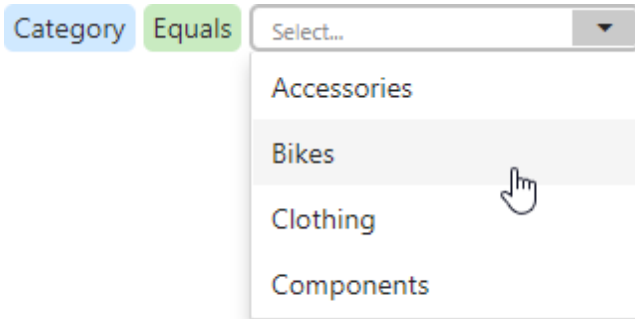 Category Equals Select...
Accessories
Bikes
Clothing
Components